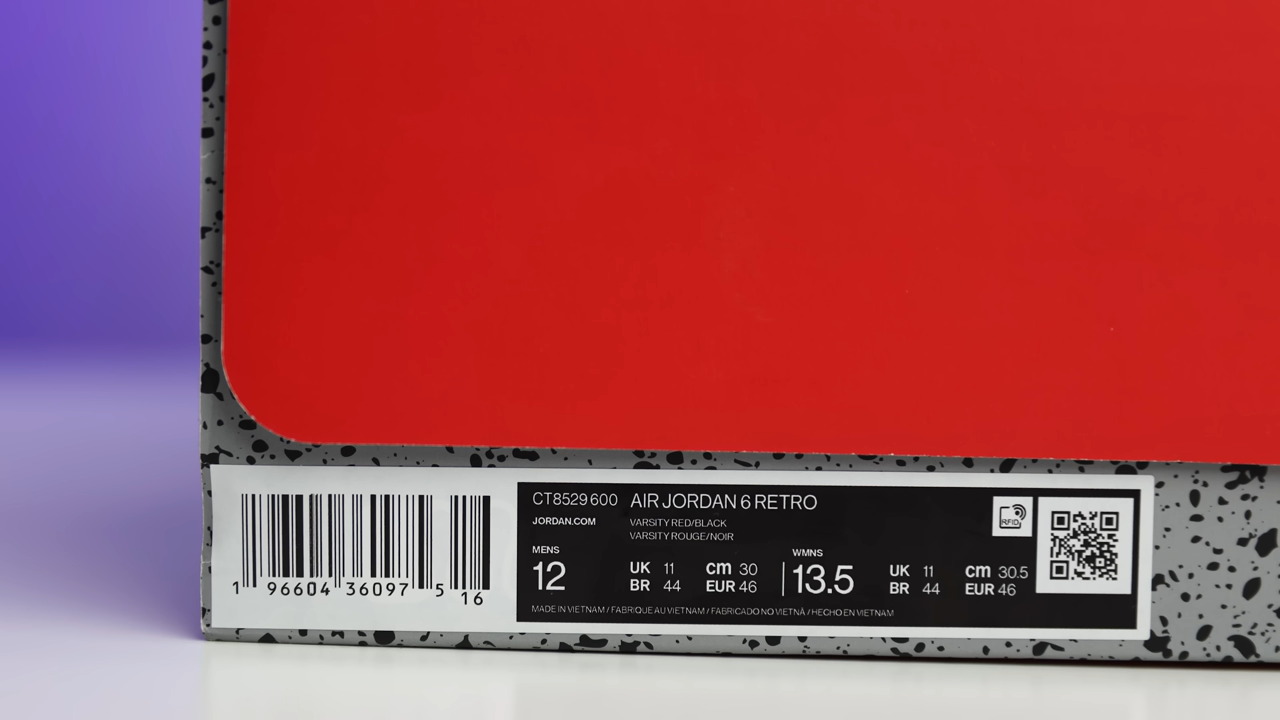 CT8529 600 AIR JORDAN 6 RETRO
JORDAN.COM
VARSITY RED/BLACK
VARSITY ROUGE/NOIR
RFID
MENS
12
UK 11 cm 30
BR 44 EUR 46
WMNS
13.5
UK 11 cm 30.5
BR 44 EUR 46
MADE IN VIETNAM / FABRIQUE AU VIETNAM / FABRICADO NO VIETNÃ / HECHO EN VIETNAM
1 96604 36097 5 16